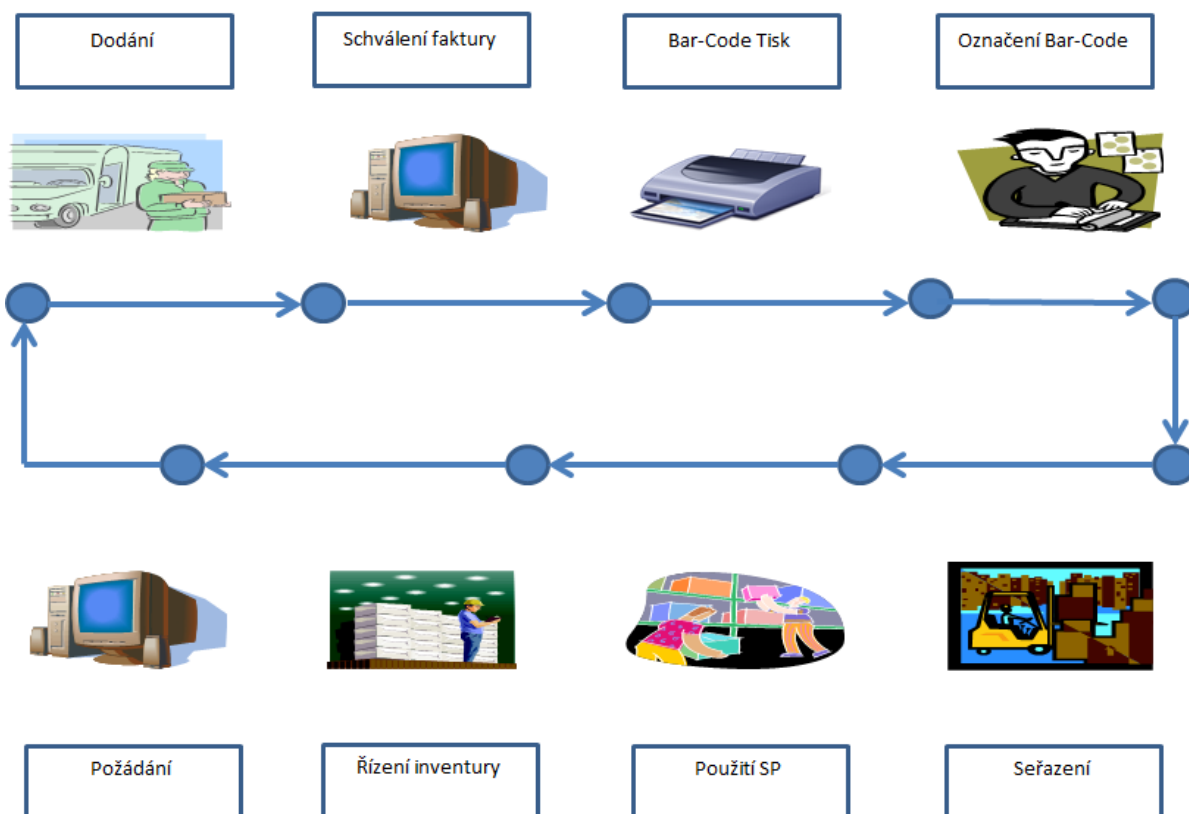 Dodání
Schválení faktury
Bar-Code Tisk
Označení Bar-Code
Požádání
Řízení inventury
Použití SP
Seřazení